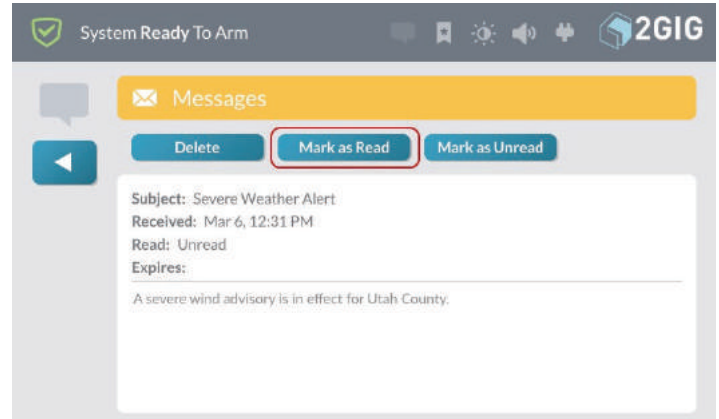 System Ready To Arm
2GIG
Messages
Delete
Mark as Read
Mark as Unread
Subject: Severe Weather Alert
Received: Mar 6, 12:31 PM
Read: Unread
Expires:
A severe wind advisory is in effect for Utah County.